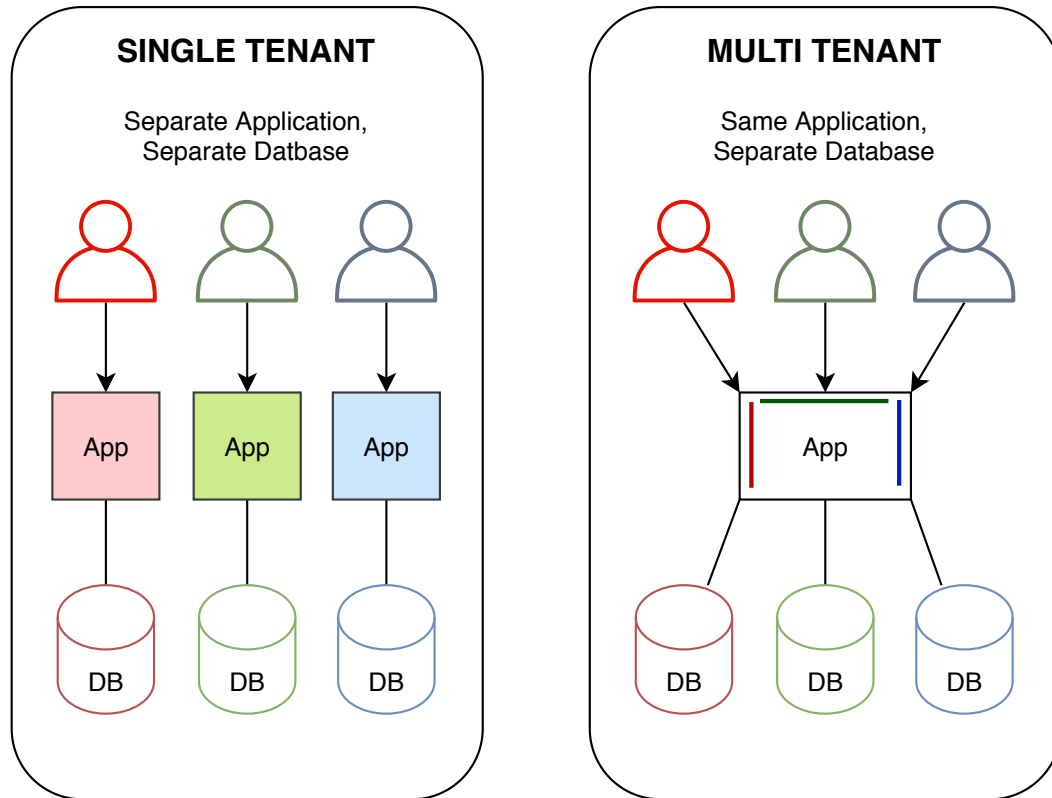 SINGLE TENANT
Separate Application,
Separate Datbase
App
App
App
DB
DB
DB
MULTI TENANT
Same Application,
Separate Database
App
DB
DB
DB